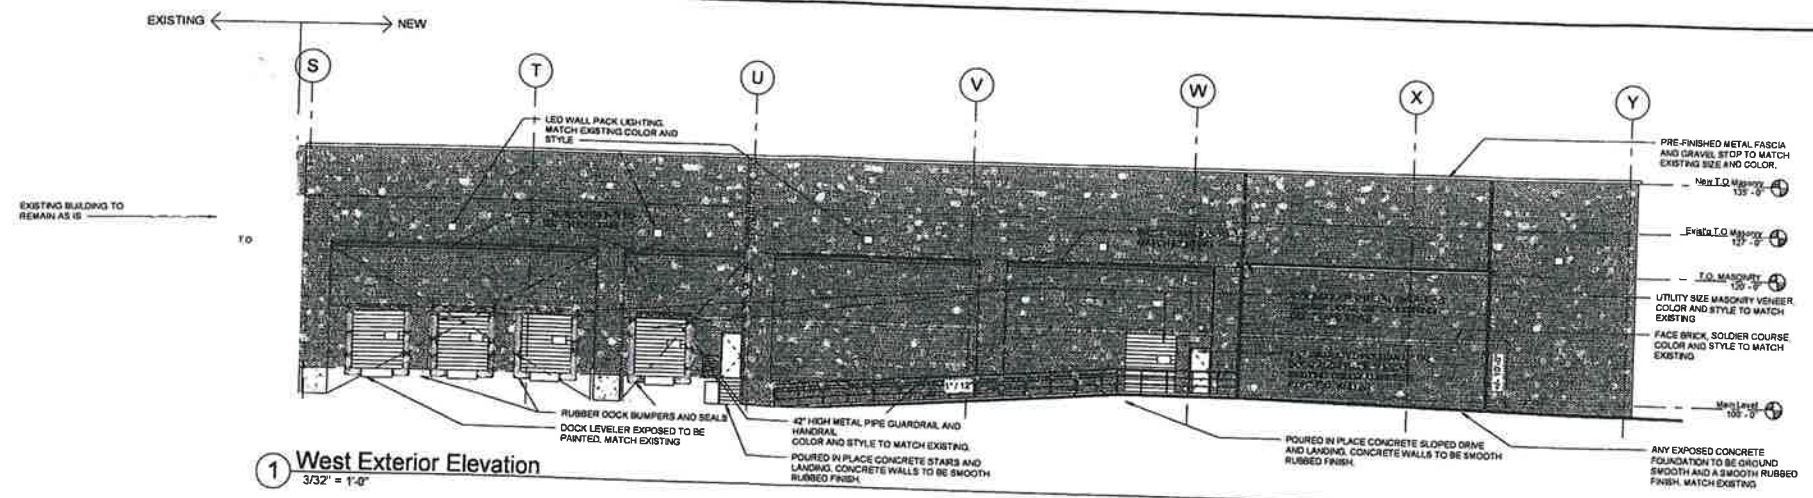 EXISTING
NEW
S
T
U
V
W
X
Y
LED WALL PACK LIGHTING.
MATCH EXISTING COLOR AND
STYLE
PRE-FINISHED METAL FASCIA
AND GRAVEL STOP TO MATCH
EXISTING SIZE AND COLOR.
New T.O Masonry
135' - 0"
EXISTING BUILDING TO
REMAIN AS IS
T.O
Exist'g T.O Masonry
127' - 0"
T.O. MASONRY
120' - 0"
UTILITY SIZE MASONRY VENEER,
COLOR AND STYLE TO MATCH
EXISTING
FACE BRICK, SOLDIER COURSE,
COLOR AND STYLE TO MATCH
EXISTING
1" / 12"
Main Level
100' - 0"
RUBBER DOCK BUMPERS AND SEALS
DOCK LEVELER EXPOSED TO BE
PAINTED, MATCH EXISTING
42" HIGH METAL PIPE GUARDRAIL AND
HANDRAIL
COLOR AND STYLE TO MATCH EXISTING.
POURED IN PLACE CONCRETE STAIRS AND
LANDING. CONCRETE WALLS TO BE SMOOTH
RUBBED FINISH.
POURED IN PLACE CONCRETE SLOPED DRIVE
AND LANDING. CONCRETE WALLS TO BE SMOOTH
RUBBED FINISH.
ANY EXPOSED CONCRETE
FOUNDATION TO BE GROUND
SMOOTH AND A SMOOTH RUBBED
FINISH. MATCH EXISTING
1
West Exterior Elevation
3/32" = 1'-0"